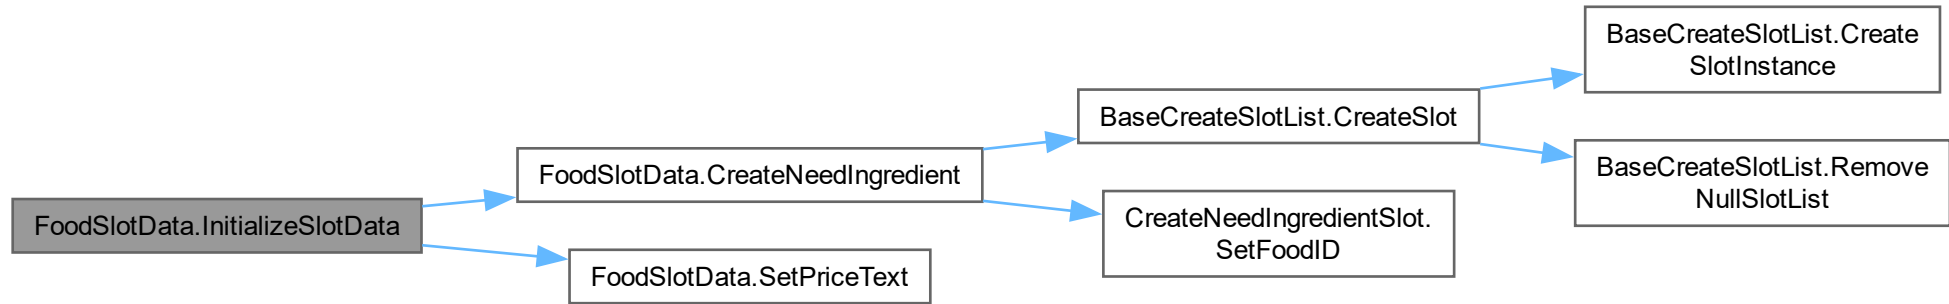 FoodSlotData.InitializeSlotData
FoodSlotData.CreateNeedIngredient
FoodSlotData.SetPriceText
BaseCreateSlotList.CreateSlot
CreateNeedIngredientSlot.
SetFoodID
BaseCreateSlotList.Create
SlotInstance
BaseCreateSlotList.Remove
NullSlotList